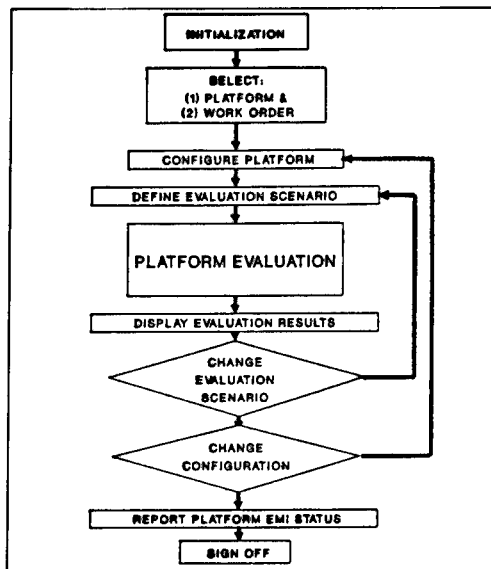 INITIALIZATION
SELECT:
(1) PLATFORM &
(2) WORK ORDER
CONFIGURE PLATFORM
DEFINE EVALUATION SCENARIO
PLATFORM EVALUATION
DISPLAY EVALUATION RESULTS
CHANGE
EVALUATION
SCENARIO
CHANGE
CONFIGURATION
REPORT PLATFORM EMI STATUS
SIGN OFF